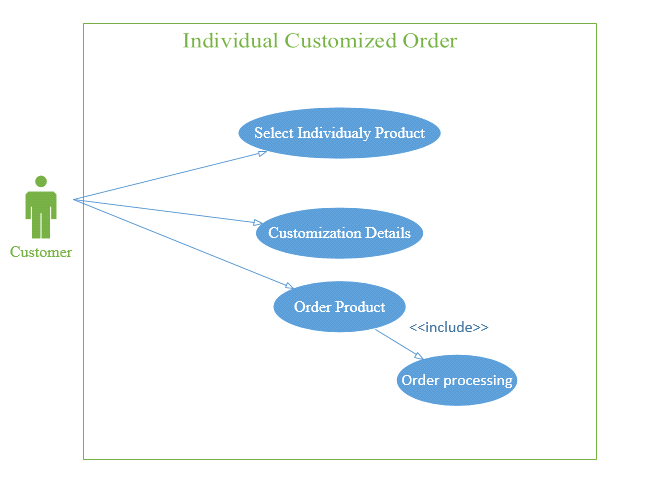 Individual Customized Order
Select Individualy Product
Customer
Customization Details
Order Product
<<include>>
Order processing